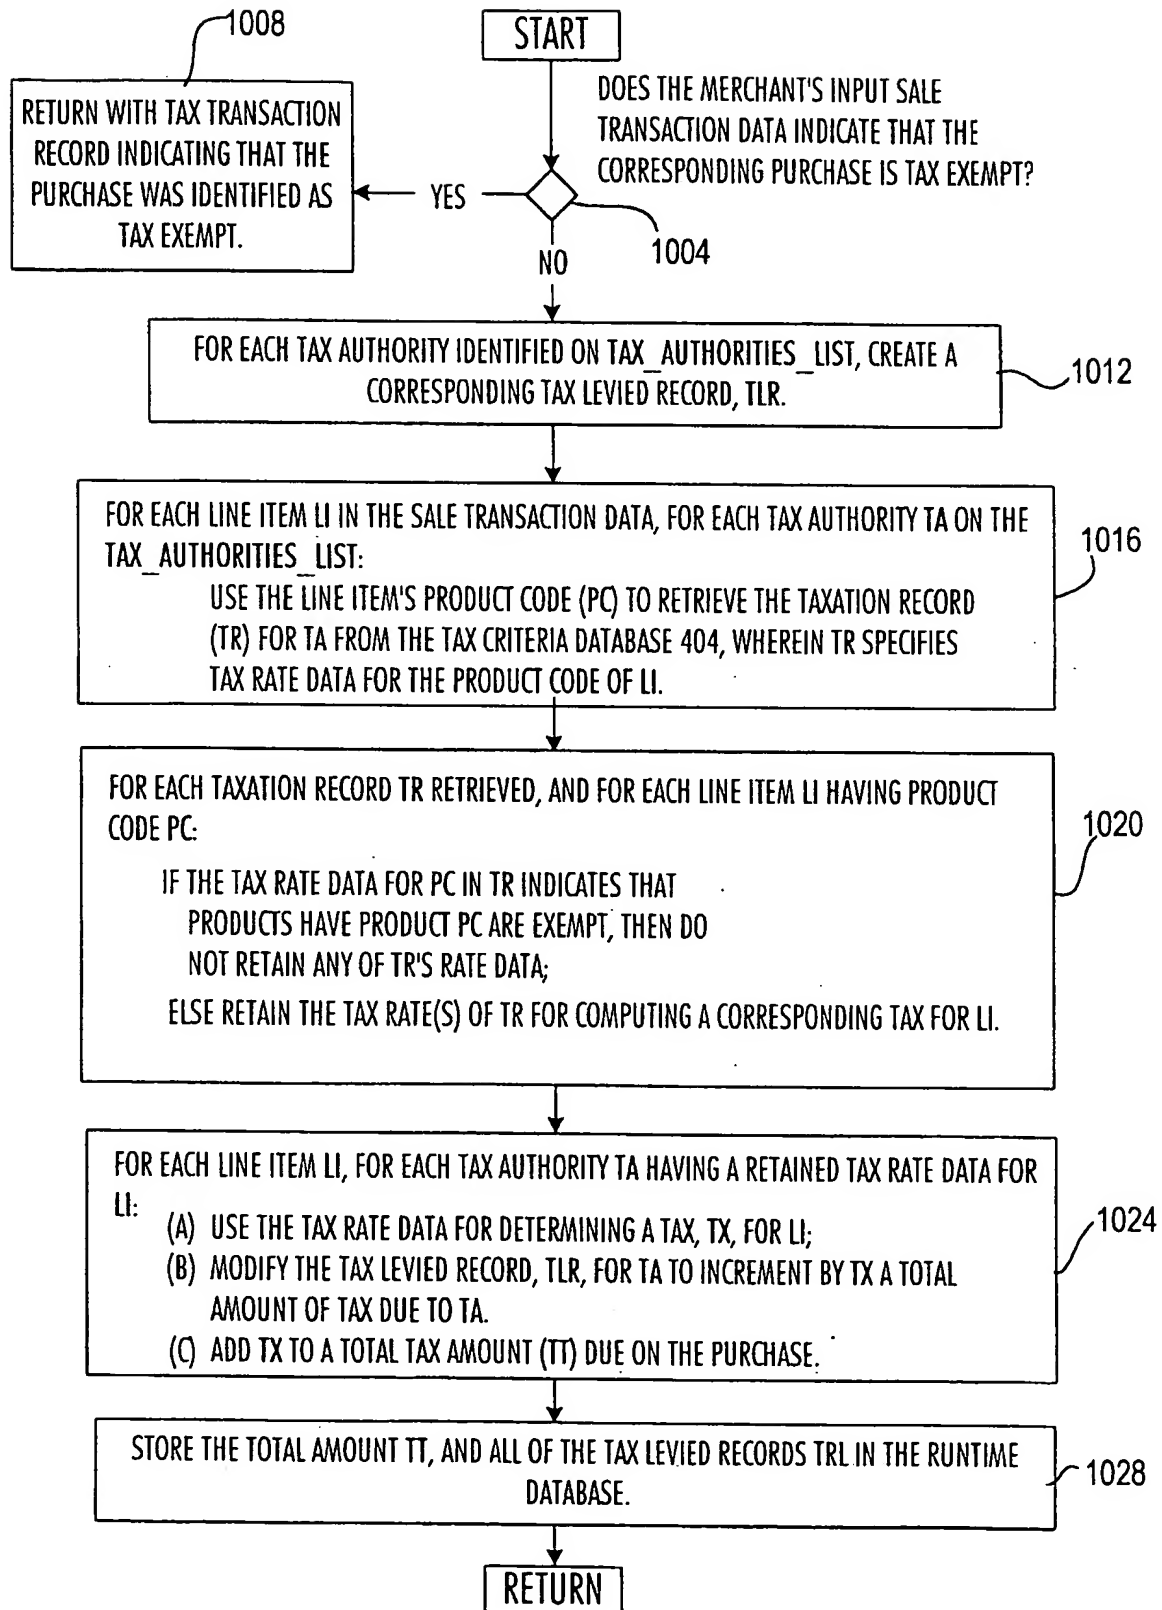 1008
START
RETURN WITH TAX TRANSACTION
RECORD INDICATING THAT THE
PURCHASE WAS IDENTIFIED AS
TAX EXEMPT.
DOES THE MERCHANT'S INPUT SALE
TRANSACTION DATA INDICATE THAT THE
CORRESPONDING PURCHASE IS TAX EXEMPT?
YES
1004
NO
FOR EACH TAX AUTHORITY IDENTIFIED ON TAX_AUTHORITIES_LIST, CREATE A
CORRESPONDING TAX LEVIED RECORD, TLR.
1012
FOR EACH LINE ITEM LI IN THE SALE TRANSACTION DATA, FOR EACH TAX AUTHORITY TA ON THE
TAX_AUTHORITIES_LIST:
USE THE LINE ITEM'S PRODUCT CODE (PC) TO RETRIEVE THE TAXATION RECORD
(TR) FOR TA FROM THE TAX CRITERIA DATABASE 404, WHEREIN TR SPECIFIES
TAX RATE DATA FOR THE PRODUCT CODE OF LI.
1016
FOR EACH TAXATION RECORD TR RETRIEVED, AND FOR EACH LINE ITEM LI HAVING PRODUCT
CODE PC:
IF THE TAX RATE DATA FOR PC IN TR INDICATES THAT
PRODUCTS HAVE PRODUCT PC ARE EXEMPT, THEN DO
NOT RETAIN ANY OF TR'S RATE DATA;
ELSE RETAIN THE TAX RATE(S) OF TR FOR COMPUTING A CORRESPONDING TAX FOR LI.
1020
FOR EACH LINE ITEM LI, FOR EACH TAX AUTHORITY TA HAVING A RETAINED TAX RATE DATA FOR
LI:
(A) USE THE TAX RATE DATA FOR DETERMINING A TAX, TX, FOR LI;
(B) MODIFY THE TAX LEVIED RECORD, TLR, FOR TA TO INCREMENT BY TX A TOTAL
AMOUNT OF TAX DUE TO TA.
(C) ADD TX TO A TOTAL TAX AMOUNT (TT) DUE ON THE PURCHASE.
1024
STORE THE TOTAL AMOUNT TT, AND ALL OF THE TAX LEVIED RECORDS TRL IN THE RUNTIME
DATABASE.
1028
RETURN